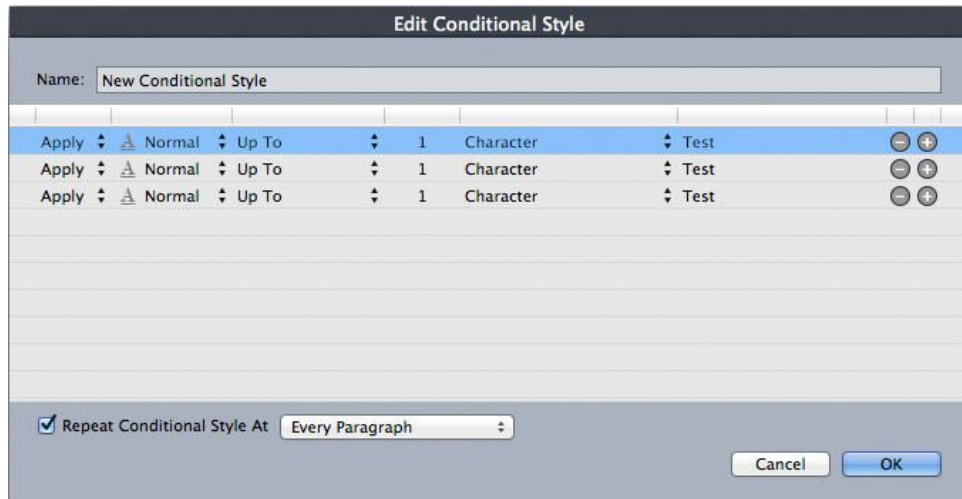 Edit Conditional Style
Name: New Conditional Style
Apply A Normal Up To 1 Character Test
Apply A Normal Up To 1 Character Test
Apply A Normal Up To 1 Character Test
Repeat Conditional Style At Every Paragraph
Cancel OK